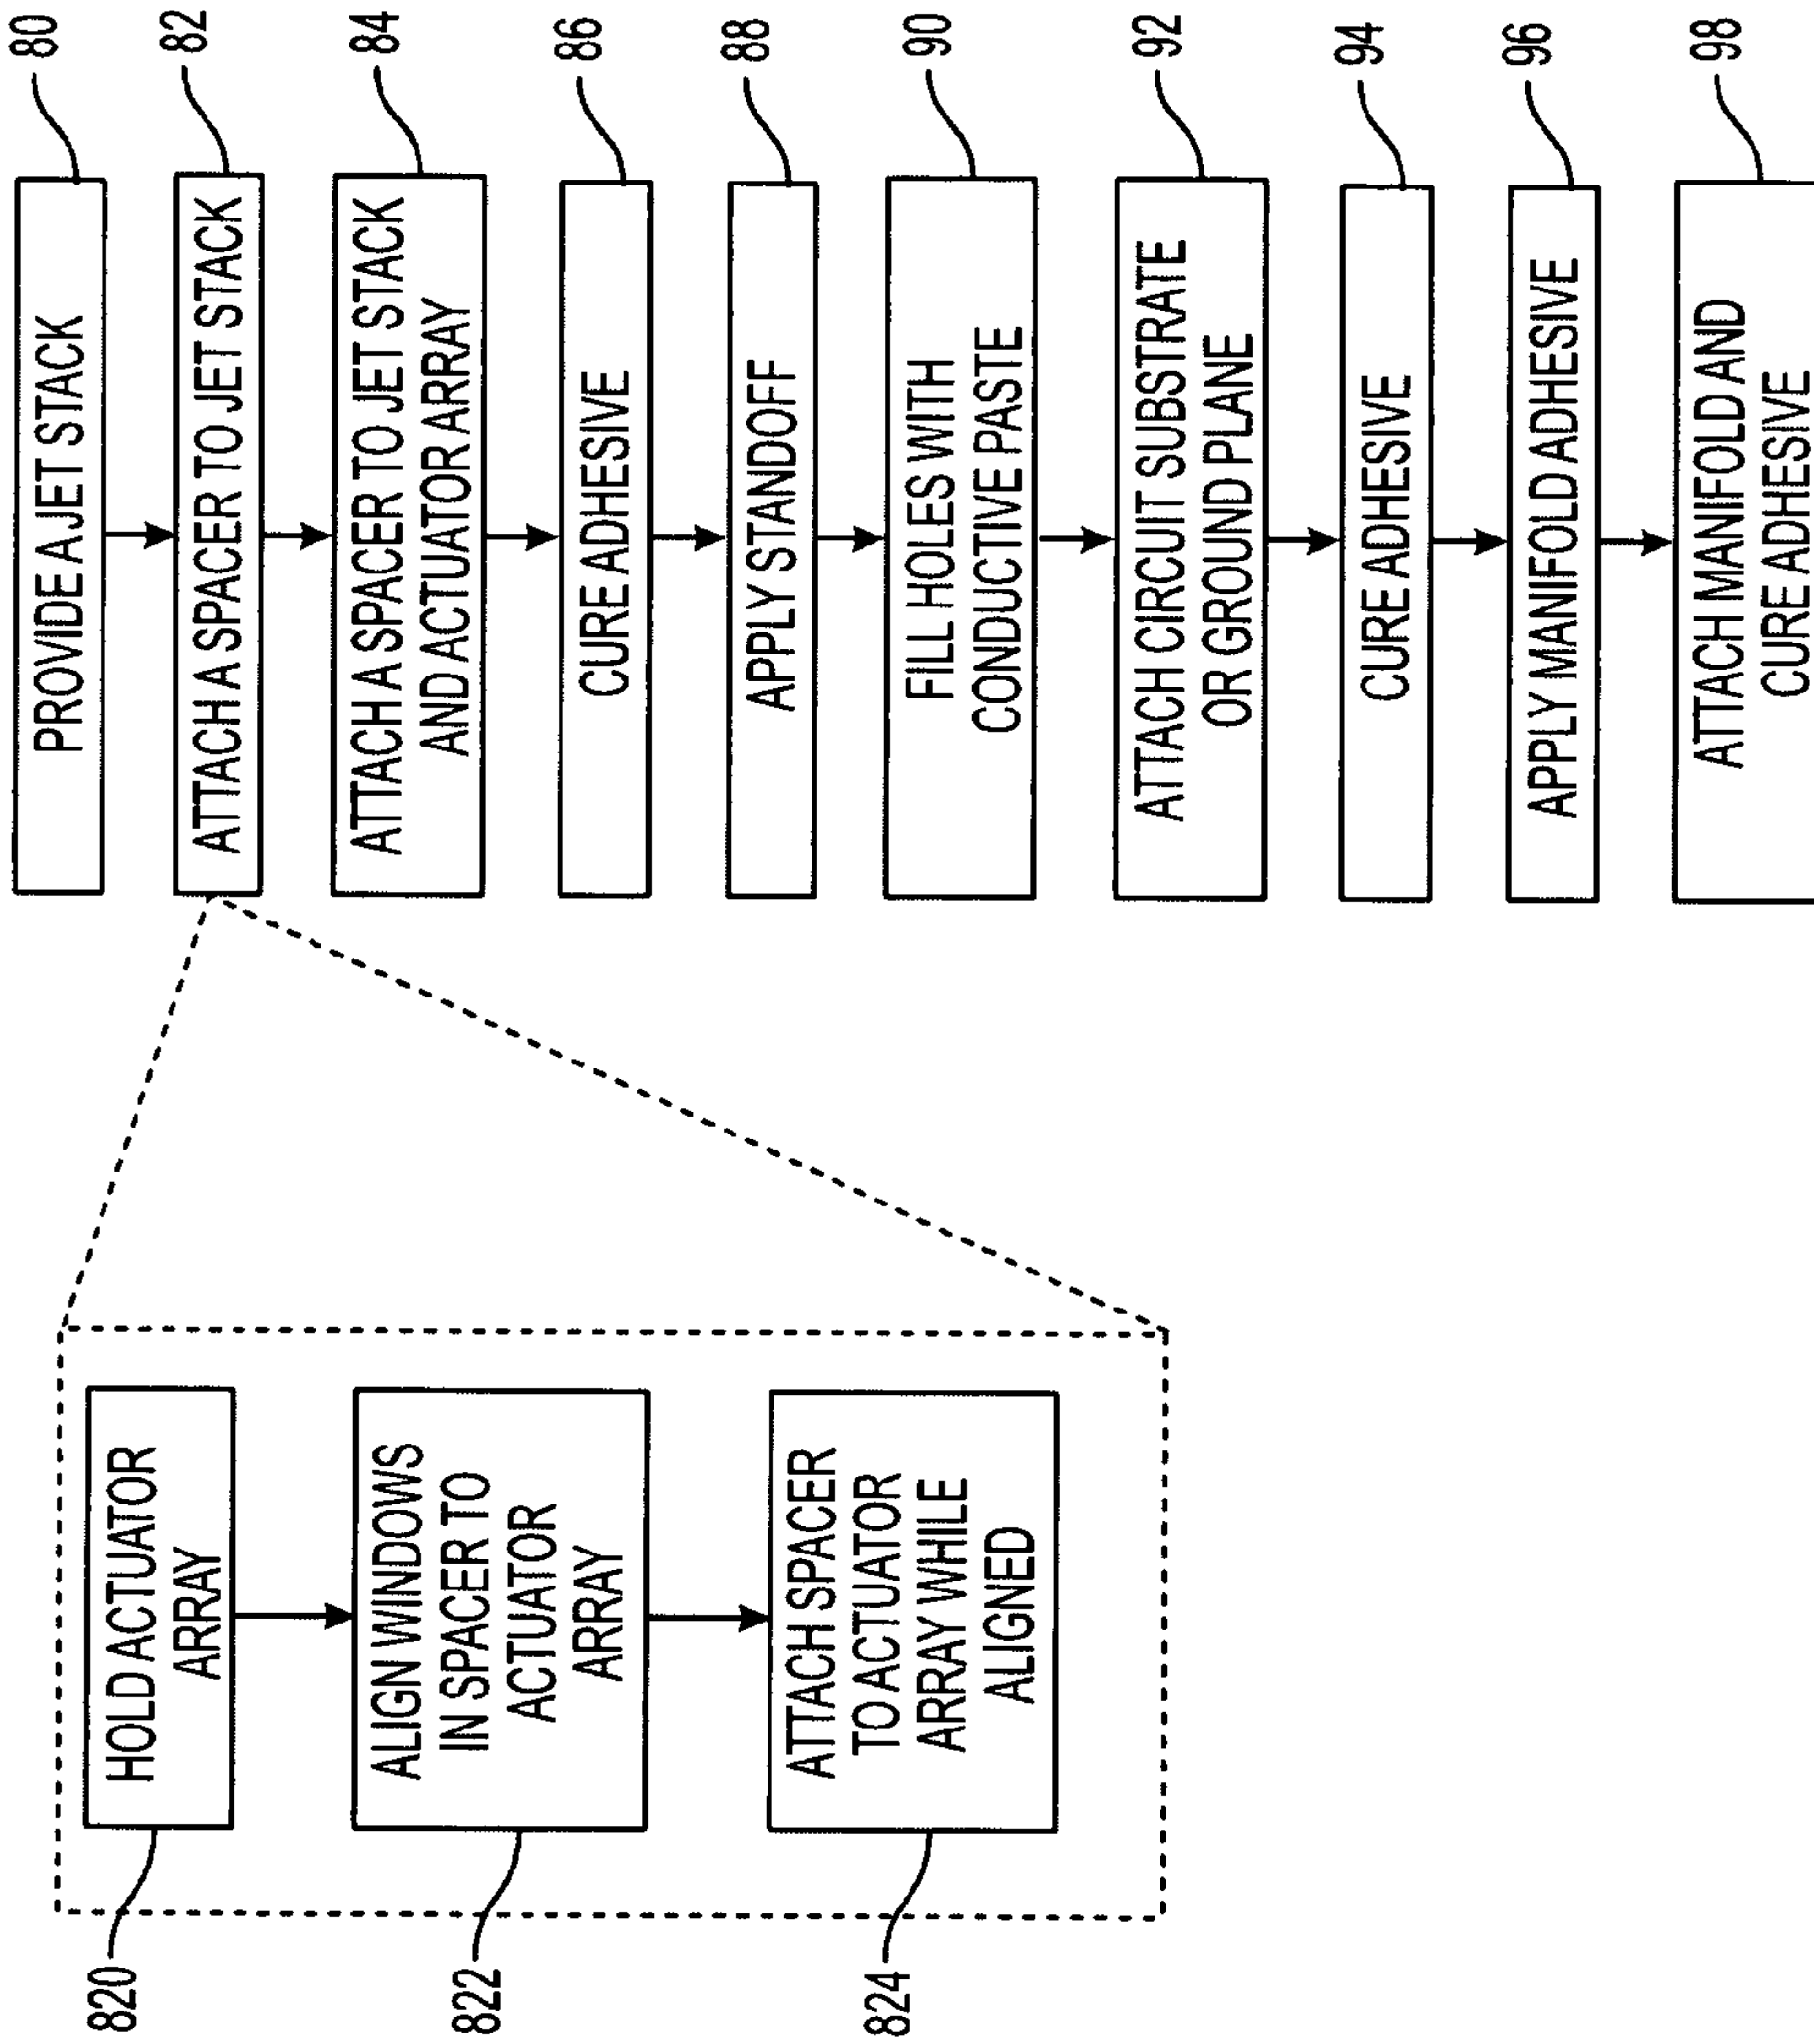 PROVIDE A JET STACK
80
ATTACH A SPACER TO JET STACK
82
ATTACH A SPACER TO JET STACK
AND ACTUATOR ARRAY
84
CURE ADHESIVE
86
APPLY STANDOFF
88
FILL HOLES WITH
CONDUCTIVE PASTE
90
ATTACH CIRCUIT SUBSTRATE
OR GROUND PLANE
92
CURE ADHESIVE
94
APPLY MANIFOLD ADHESIVE
96
ATTACH MANIFOLD AND
CURE ADHESIVE
98
820
HOLD ACTUATOR
ARRAY
822
ALIGN WINDOWS
IN SPACER TO
ACTUATOR
ARRAY
824
ATTACH SPACER
TO ACTUATOR
ARRAY WHILE
ALIGNED